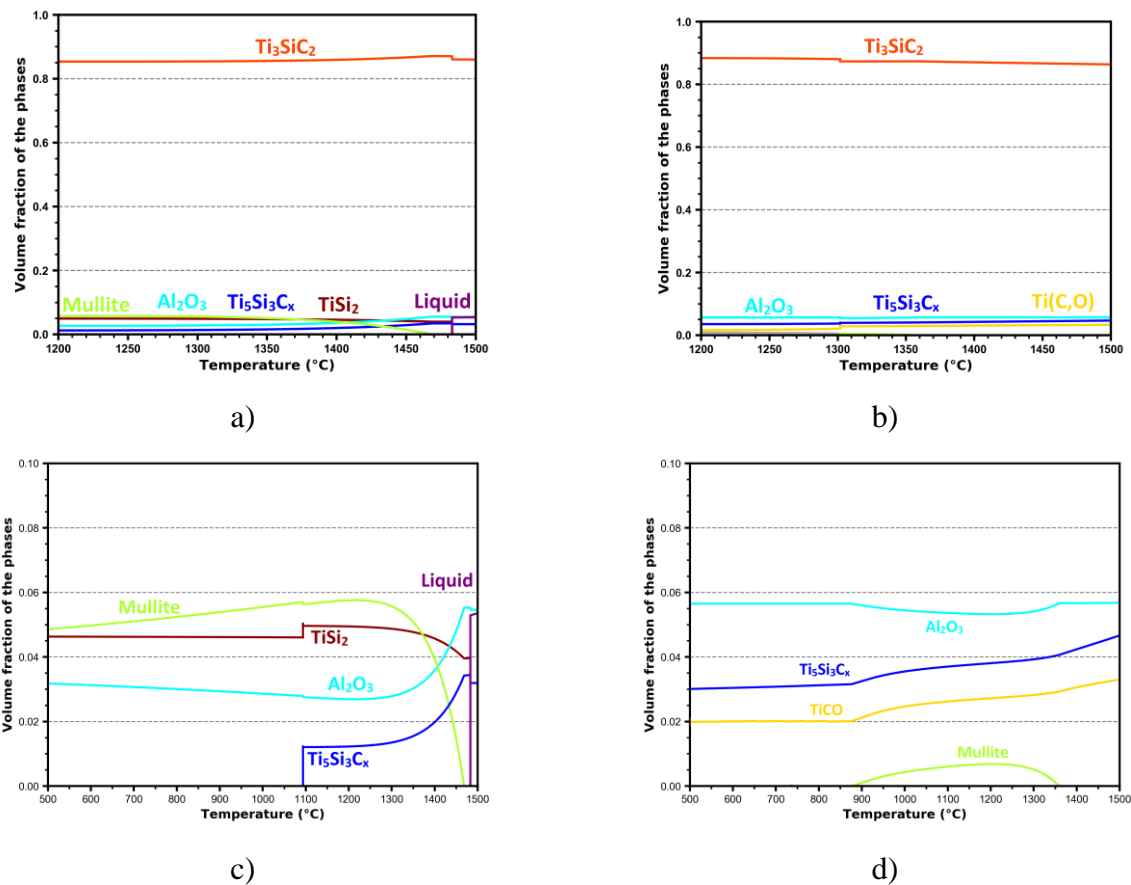 Volume fraction of the phases
1.0
0.8
0.6
0.4
0.2
0.0
Ti₃SiC₂
Mullite Al₂O₃ Ti₅Si₃Cₓ TiSi₂ Liquid
1200 1250 1300 1350 1400 1450 1500
Temperature (°C)
a)
Volume fraction of the phases
1.0
0.8
0.6
0.4
0.2
0.0
Ti₃SiC₂
Al₂O₃ Ti₅Si₃Cₓ Ti(C,O)
1200 1250 1300 1350 1400 1450 1500
Temperature (°C)
b)
Volume fraction of the phases
0.10
0.08
0.06
0.04
0.02
0.00
Liquid
Mullite
TiSi₂
Al₂O₃
Ti₅Si₃Cₓ
500 600 700 800 900 1000 1100 1200 1300 1400 1500
Temperature (°C)
c)
Volume fraction of the phases
0.10
0.08
0.06
0.04
0.02
0.00
Al₂O₃
Ti₅Si₃Cₓ
TiCO
Mullite
500 600 700 800 900 1000 1100 1200 1300 1400 1500
Temperature (°C)
d)